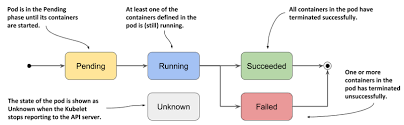 Pod is in the Pending
phase until its containers
are started.
At least one of the
containers defined in the
pod is (still) running.
All containers in the pod have
terminated successfully.
Pending
Running
Succeeded
One or more
containers in the
pod has terminated
unsuccessfully.
The state of the pod is shown as
Unknown when the Kubelet
stops reporting to the API server.
Unknown
Failed